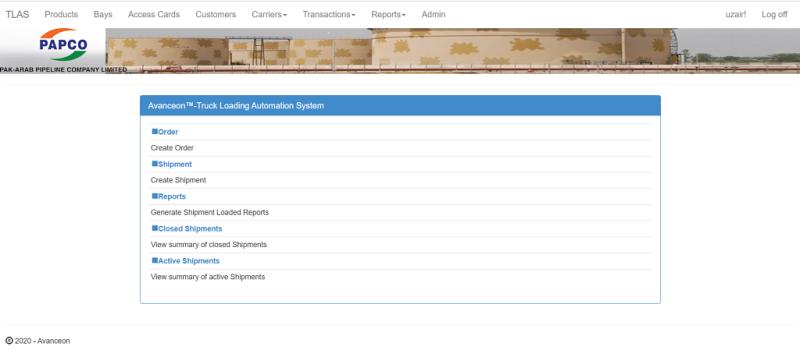 TLAS Products Bays Access Cards Customers Carriers Transactions Reports Admin uzair! Log off
PAPCO
PAK-ARAB PIPELINE COMPANY LIMITED
Avanceon™-Truck Loading Automation System
Order
Create Order
Shipment
Create Shipment
Reports
Generate Shipment Loaded Reports
Closed Shipments
View summary of closed Shipments
Active Shipments
View summary of active Shipments
© 2020 - Avanceon